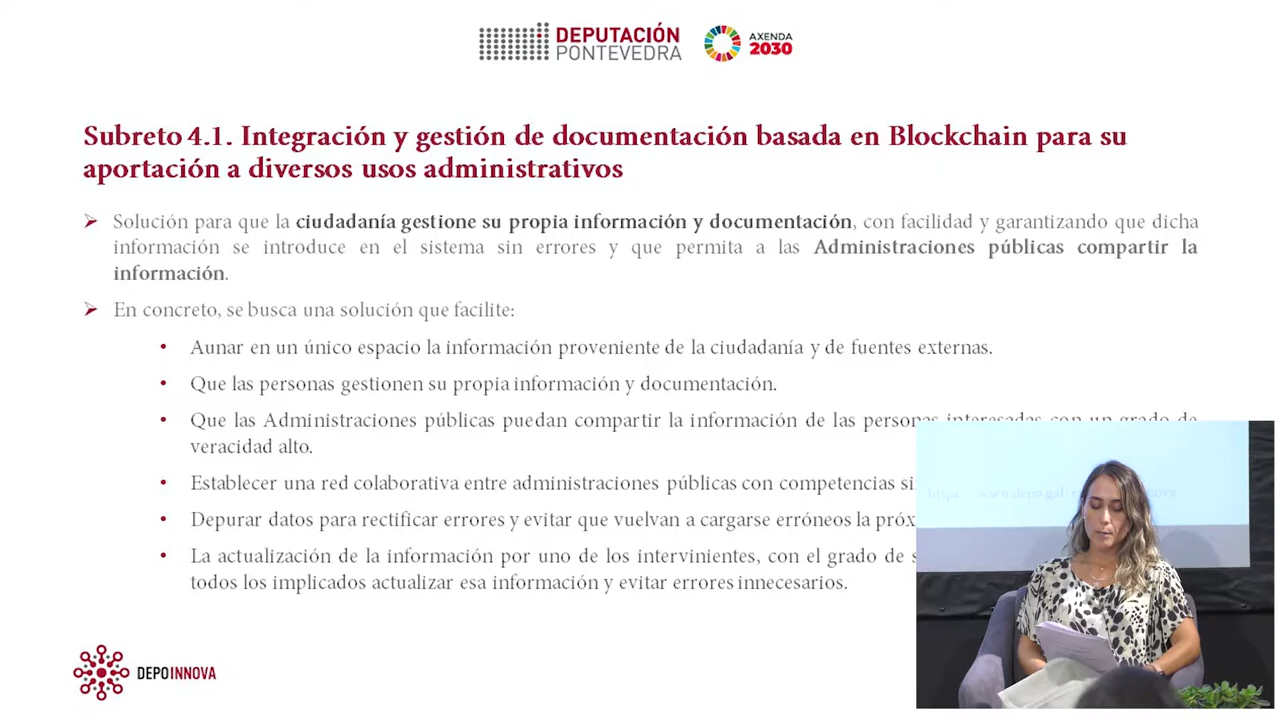 DEPUTACIÓN
PONTEVEDRA
AXENDA
2030
Subreto 4.1. Integración y gestión de documentación basada en Blockchain para su
aportación a diversos usos administrativos
Solución para que la ciudadanía gestione su propia información y documentación, con facilidad y garantizando que dicha
información se introduce en el sistema sin errores y que permita a las Administraciones públicas compartir la
información.
En concreto, se busca una solución que facilite:
• Aunar en un único espacio la información proveniente de la ciudadanía y de fuentes externas.
• Que las personas gestionen su propia información y documentación.
• Que las Administraciones públicas puedan compartir la información de las personas interesadas con un grado de
veracidad alto.
• Establecer una red colaborativa entre administraciones públicas con competencias
• Depurar datos para rectificar errores y evitar que vuelvan a cargarse erróneos la
• La actualización de la información por uno de los intervinientes, con el grado de
todos los implicados actualizar esa información y evitar errores innecesarios.
DEPOINNOVA